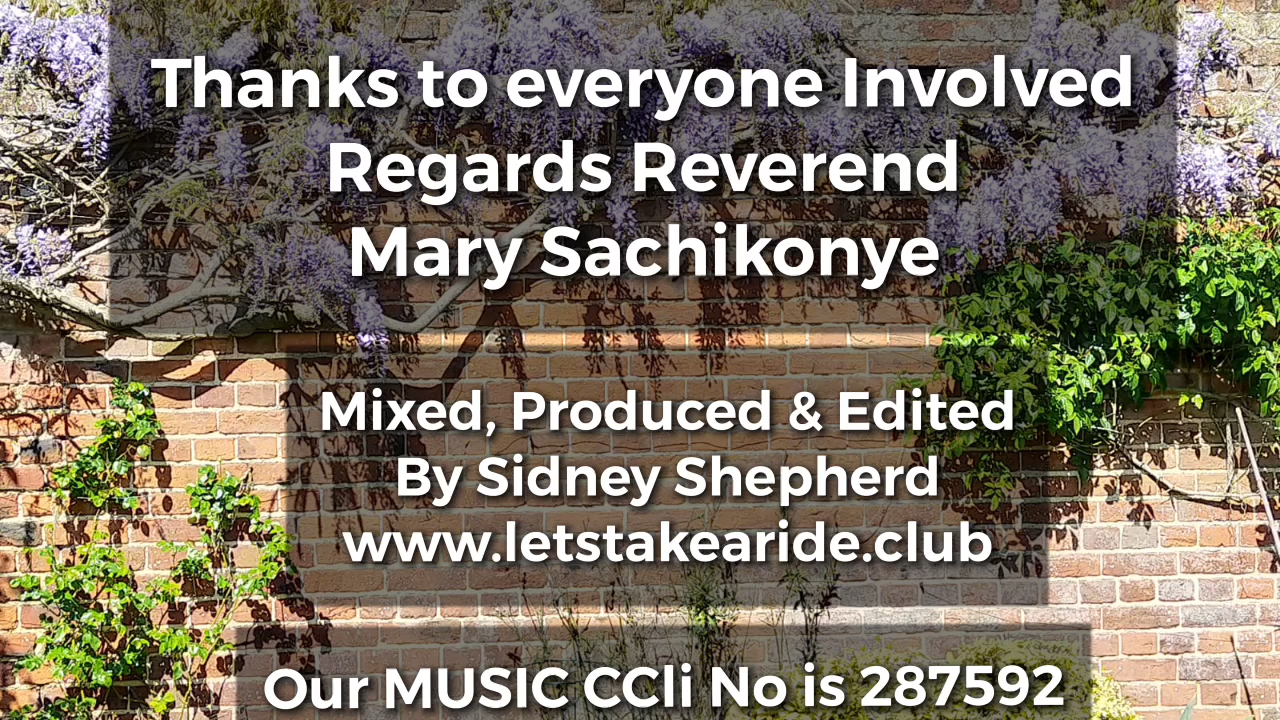 Thanks to everyone Involved
Regards Reverend
Mary Sachikonye
Mixed, Produced & Edited
By Sidney Shepherd
www.letstakearide.club
Our MUSIC CCli No is 287592